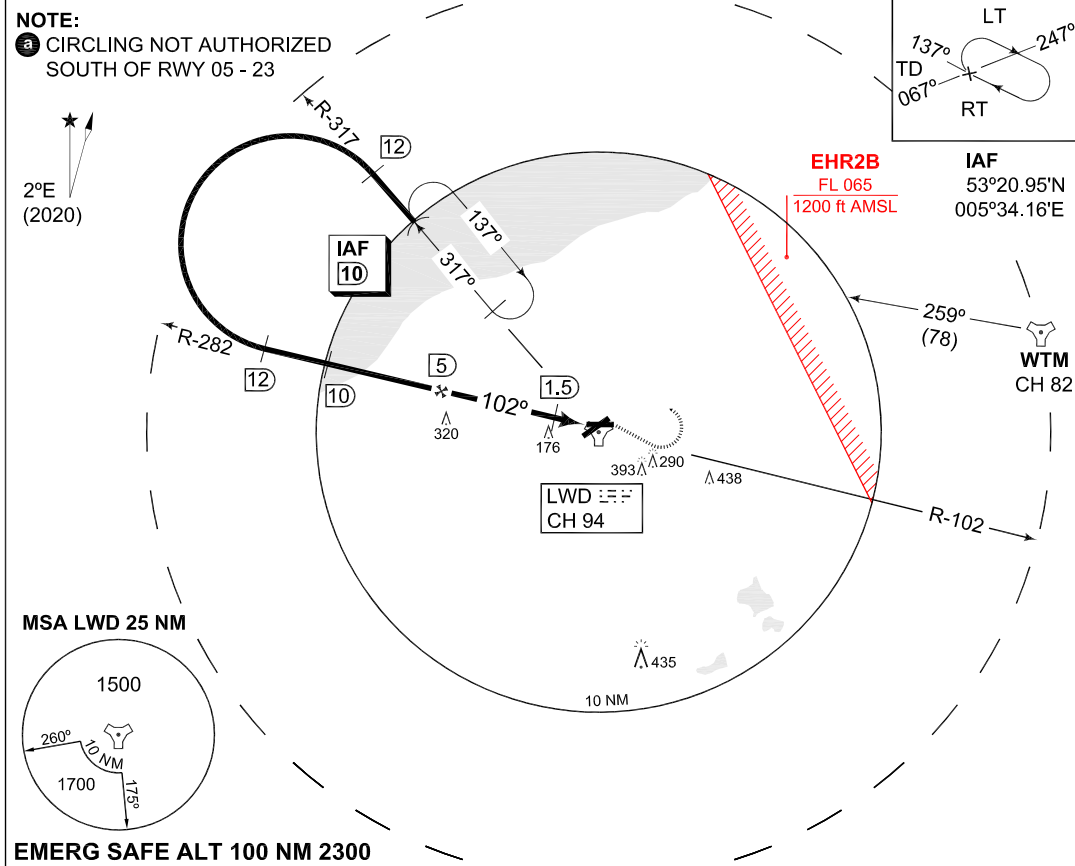 NOTE:
a CIRCLING NOT AUTHORIZED
SOUTH OF RWY 05 - 23
2ºE
(2020)
R-317
12
IAF
10
137º
317º
R-282
12
10
5
102º
1.5
320
176
393
290
438
LWD
CH 94
R-102
435
10 NM
EHR2B
FL 065
1200 ft AMSL
LT
137º
247º
TD
067º
RT
IAF
53º20.95'N
005º34.16'E
259º
(78)
WTM
CH 82
MSA LWD 25 NM
1500
260º
10 NM
1700
175º
EMERG SAFE ALT 100 NM 2300